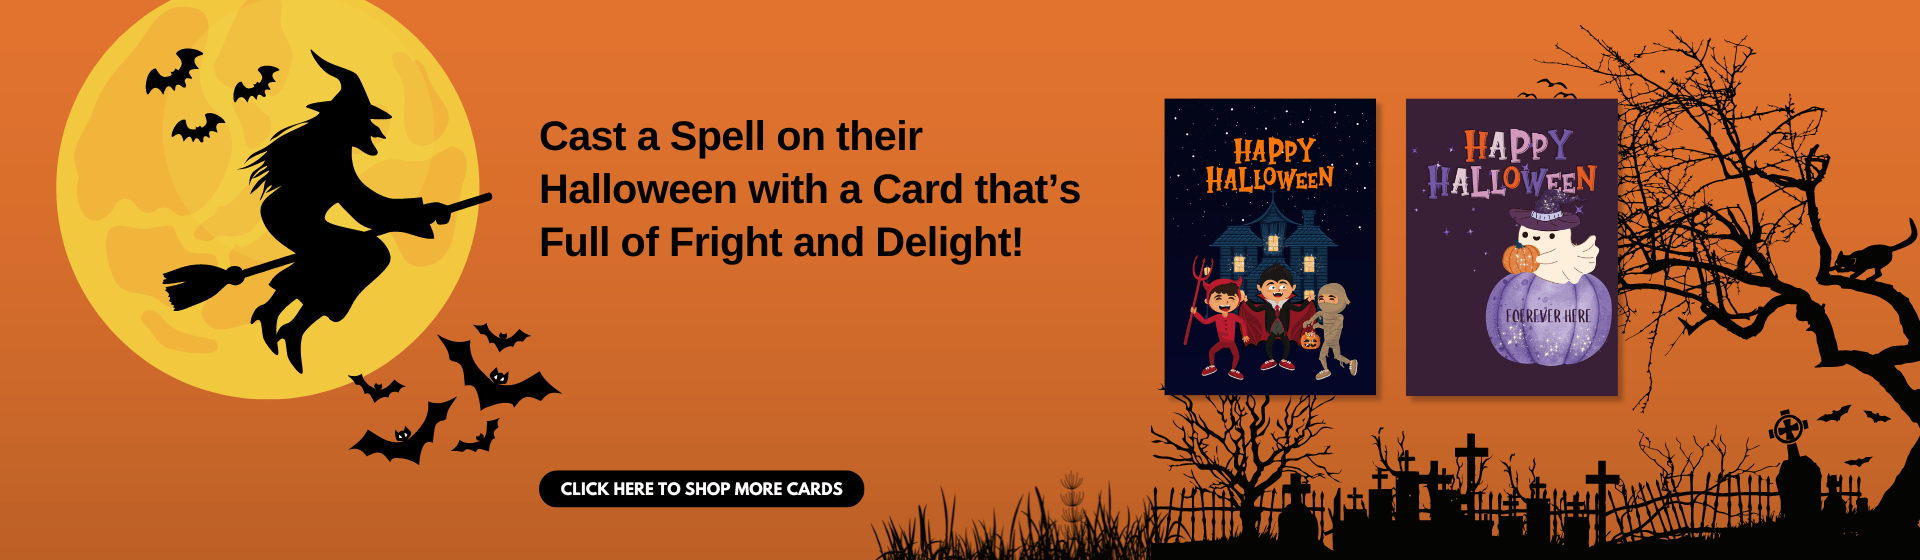 Cast a Spell on their
Halloween with a Card that’s
Full of Fright and Delight!
CLICK HERE TO SHOP MORE CARDS
HAPPY
HALLOWEEN
HAPPY
HALLOWEEN
FOEREVER HERE